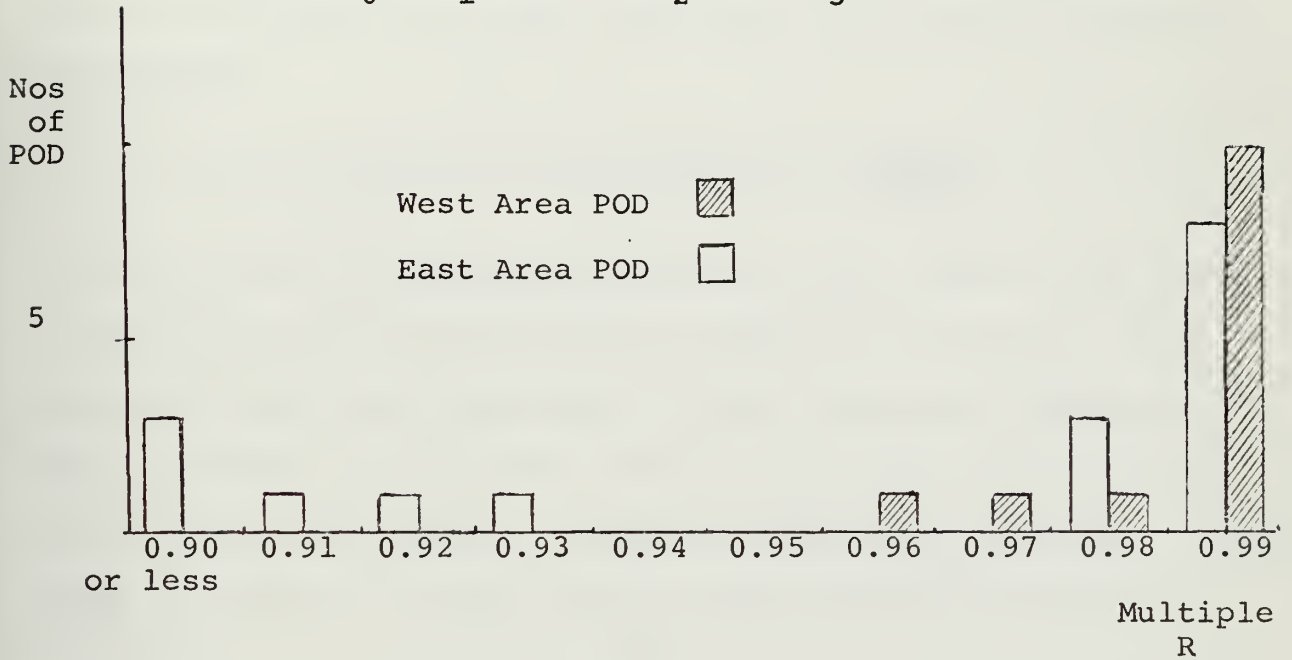 Nos
of
POD
West Area POD
East Area POD
5
0.90 0.91 0.92 0.93 0.94 0.95 0.96 0.97 0.98 0.99
or less
Multiple
R